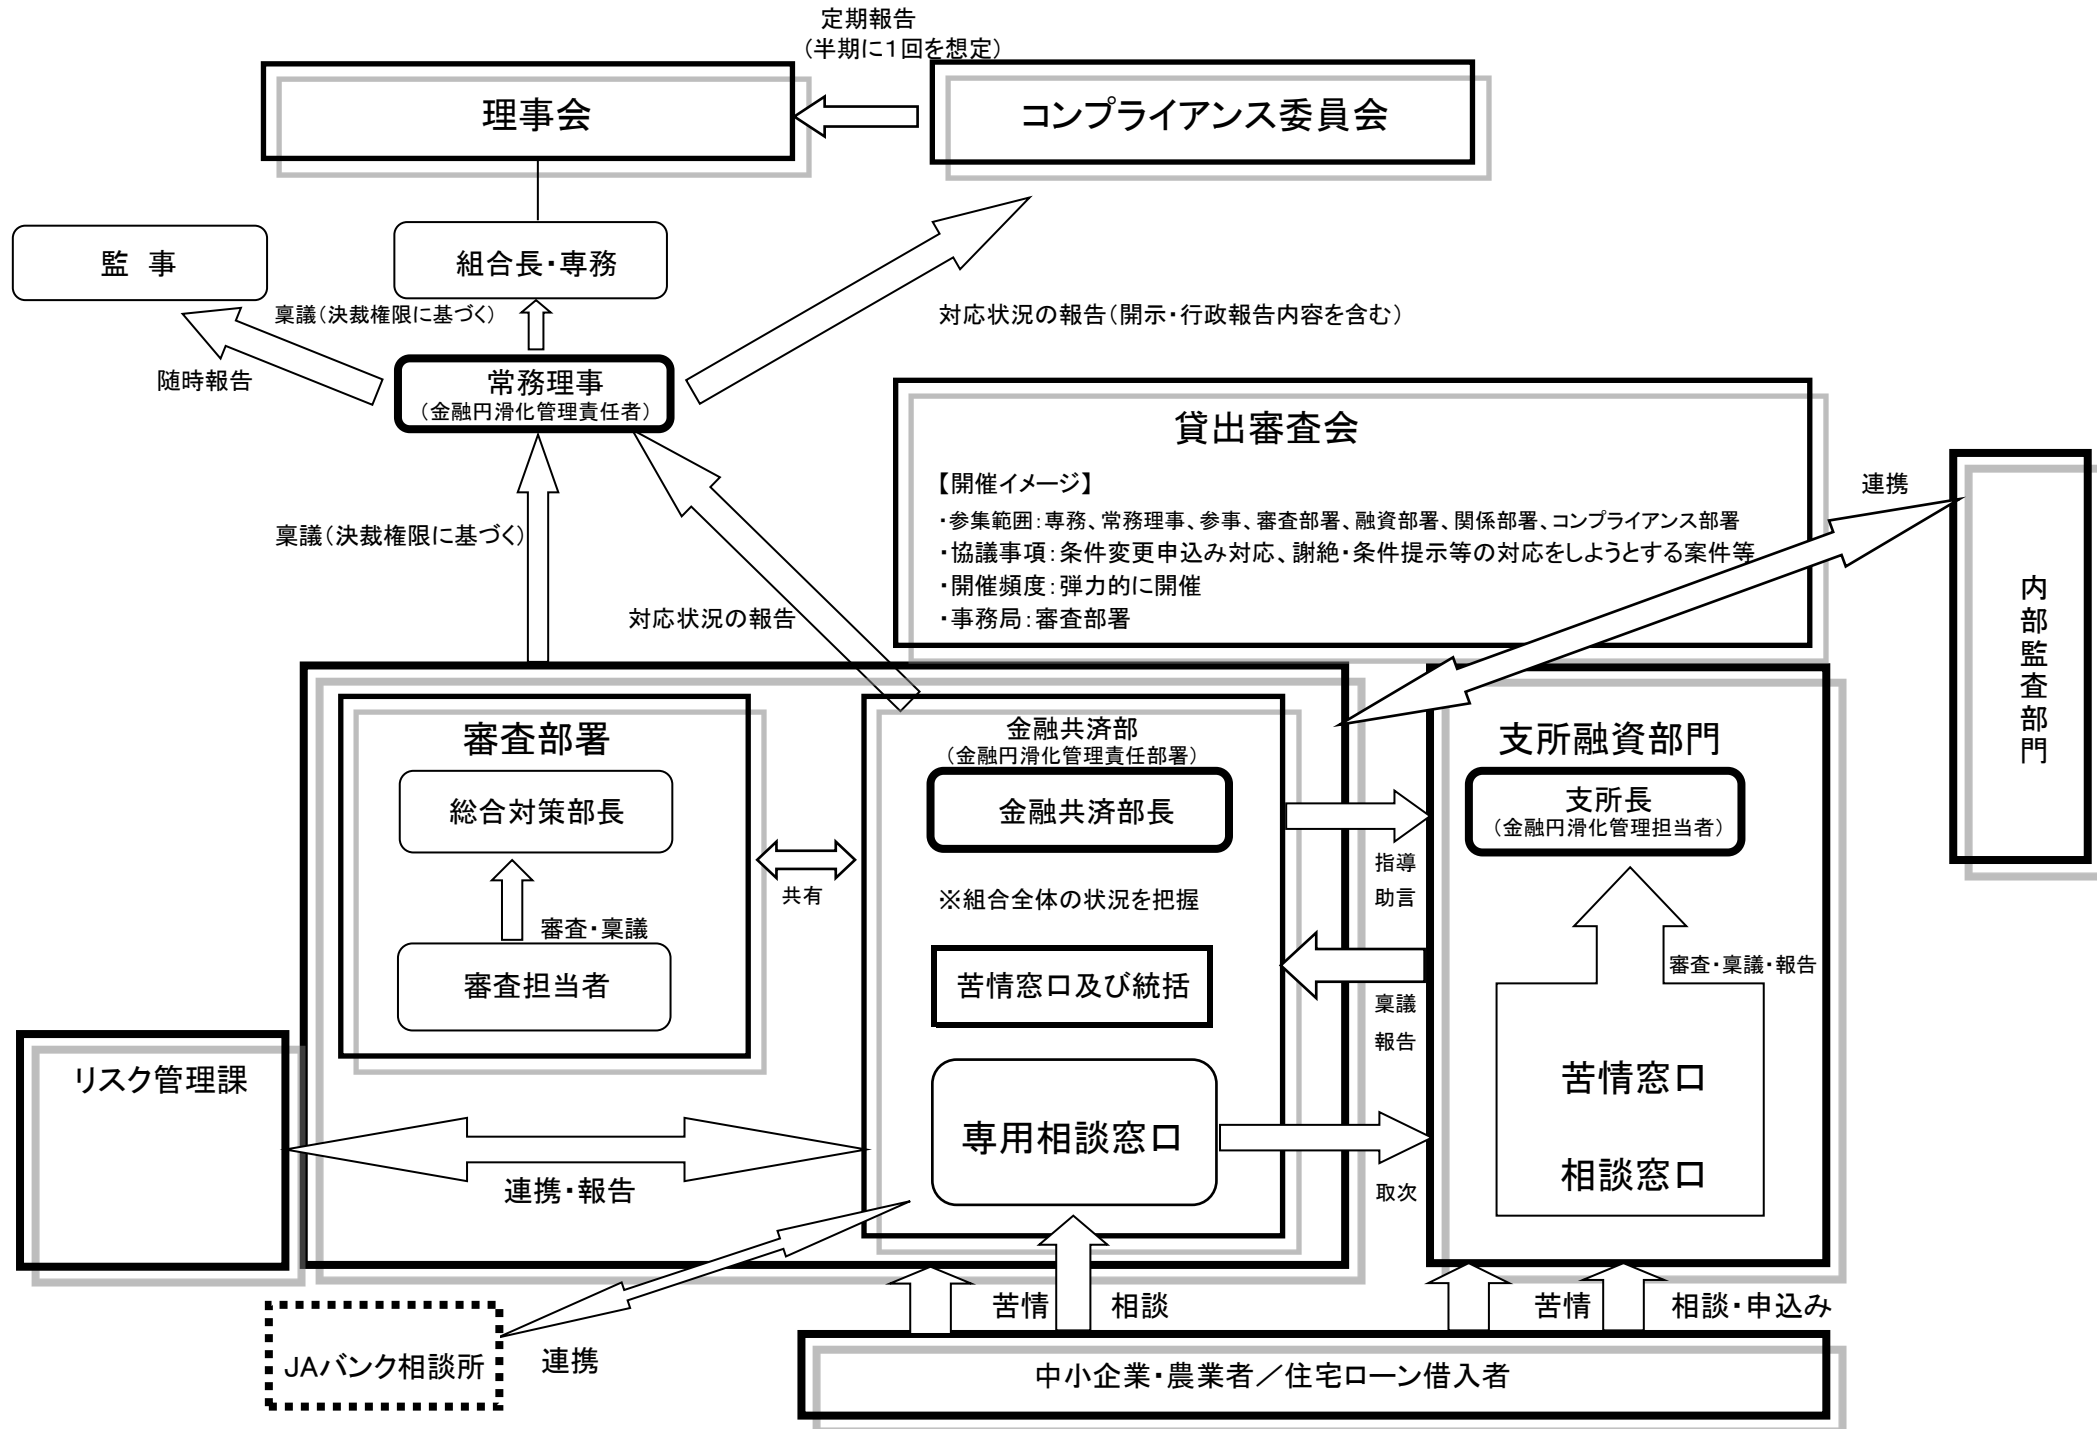 定期報告
（半期に１回を想定）
理事会
コンプライアンス委員会
監　事
組合長・専務
稟議（決裁権限に基づく）
対応状況の報告（開示・行政報告内容を含む）
随時報告
常務理事
（金融円滑化管理責任者）
貸出審査会
【開催イメージ】
・参集範囲：専務、常務理事、参事、審査部署、融資部署、関係部署、コンプライアンス部署
・協議事項：条件変更申込み対応、謝絶・条件提示等の対応をしようとする案件等
・開催頻度：弾力的に開催
・事務局：審査部署
連携
内部監査部門
稟議（決裁権限に基づく）
対応状況の報告
審査部署
総合対策部長
審査・稟議
審査担当者
共有
金融共済部
（金融円滑化管理責任部署）
金融共済部長
※組合全体の状況を把握
苦情窓口及び統括
専用相談窓口
指導
助言
稟議
報告
取次
支所融資部門
支所長
（金融円滑化管理担当者）
審査・稟議・報告
苦情窓口
相談窓口
リスク管理課
連携・報告
JAバンク相談所
連携
苦情
相談
苦情
相談・申込み
中小企業・農業者／住宅ローン借入者